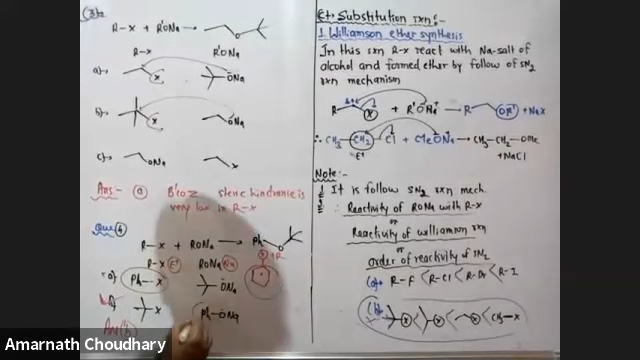 R-X + R'ONa →
R-X R'ONa
a) X ONa
b) X ONa
c) ONa X
Ans:- (a) B'coz steric hindrance is
very low in R-X
Que (4)
R-X + RONa → Ph O
R-X RONa
a) Ph-X ONa
X Ph-ONa
Ans (b)
Substitution rxn:-
1 Williamson ether synthesis
In this rxn R-X react with Na-salt of
alcohol and formed ether by follow of SN2
rxn mechanism
R X + R'ONa → R OR' + NaX
CH3-CH2-Cl + MeONa → CH3-CH2-OMe
+NaCl
Note:-
1 It is follow SN2 rxn mech.
2 Reactivity of RONa with R-X
or
Reactivity of williamson rxn
or
order of reactivity of SN2
(a) R-F < R-Cl < R-Br < R-I
(b) X < X < X < CH3-X
Amarnath Choudhary